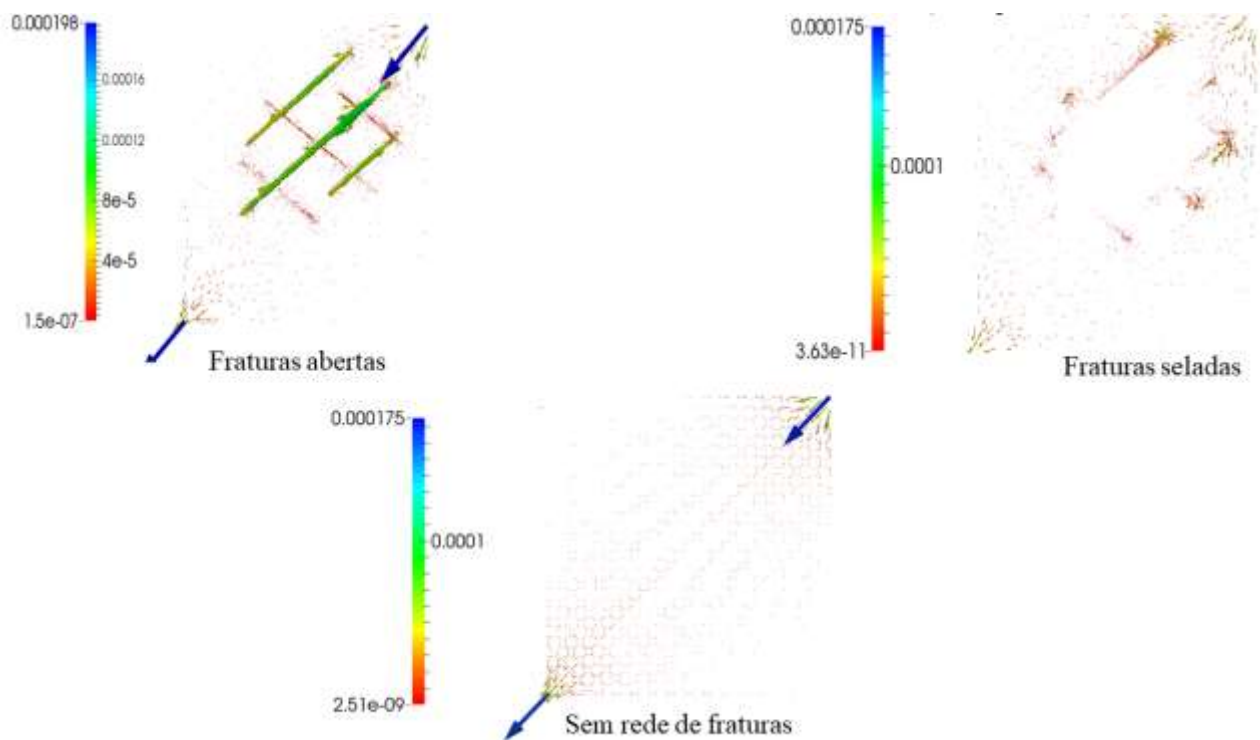 0.000198
0.00016
0.00012
8e-5
4e-5
1.5e-07
Fraturas abertas
0.000175
0.0001
3.63e-11
Fraturas seladas
0.000175
0.0001
2.51e-09
Sem rede de fraturas